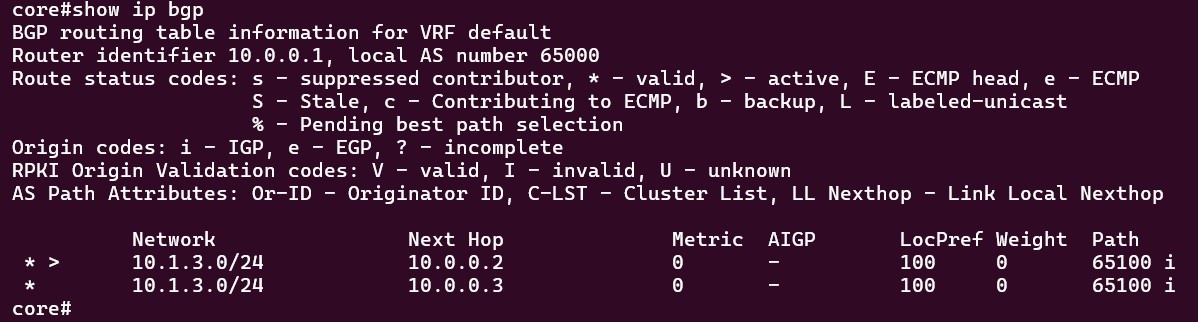 core#show ip bgp
BGP routing table information for VRF default
Router identifier 10.0.0.1, local AS number 65000
Route status codes: s - suppressed contributor, * - valid, > - active, E - ECMP head, e - ECMP
                    S - Stale, c - Contributing to ECMP, b - backup, L - labeled-unicast
                    % - Pending best path selection
Origin codes: i - IGP, e - EGP, ? - incomplete
RPKI Origin Validation codes: V - valid, I - invalid, U - unknown
AS Path Attributes: Or-ID - Originator ID, C-LST - Cluster List, LL Nexthop - Link Local Nexthop

          Network                Next Hop              Metric  AIGP       LocPref Weight  Path
 * >      10.1.3.0/24            10.0.0.2              0       -          100     0       65100 i
 *        10.1.3.0/24            10.0.0.3              0       -          100     0       65100 i
core#